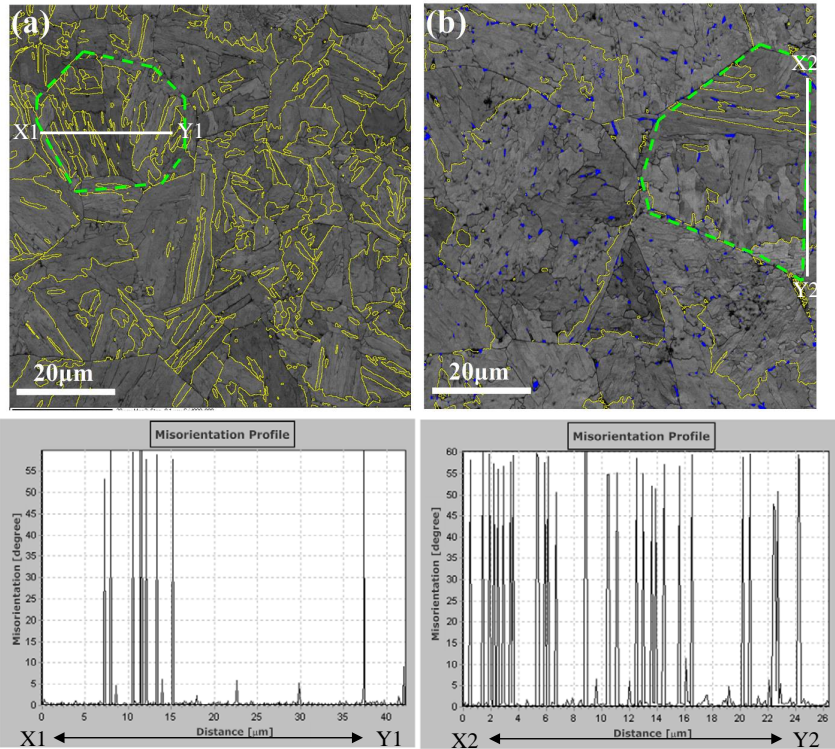 (a)
(b)
X1
Y1
X2
Y2
20μm
20μm
Misorientation Profile
Misorientation [degree]
55
50
45
40
35
30
25
20
15
10
5
0
0
5
10
15
20
25
30
35
40
Distance [μm]
X1
Y1
Misorientation Profile
Misorientation [degree]
60
55
50
45
40
35
30
25
20
15
10
5
0
0
2
4
6
8
10
12
14
16
18
20
22
24
26
Distance [μm]
X2
Y2